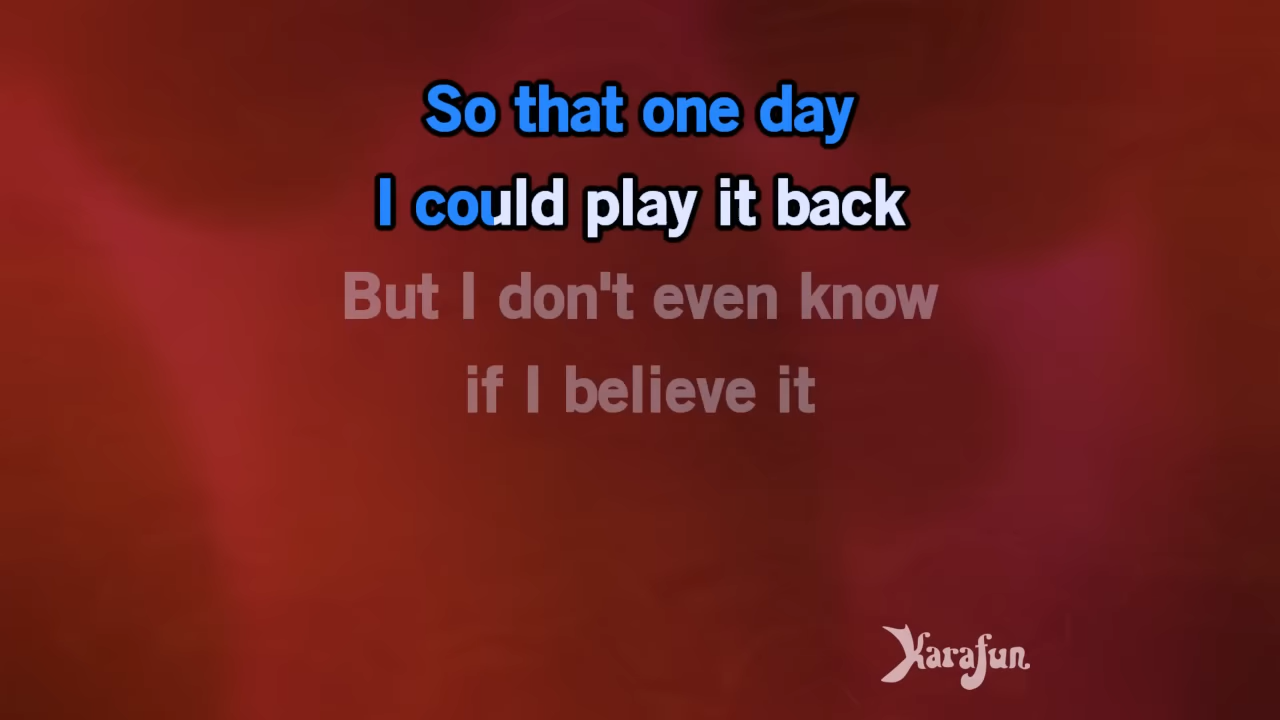 So that one day
I could play it back
But I don't even know
if I believe it
Karafun